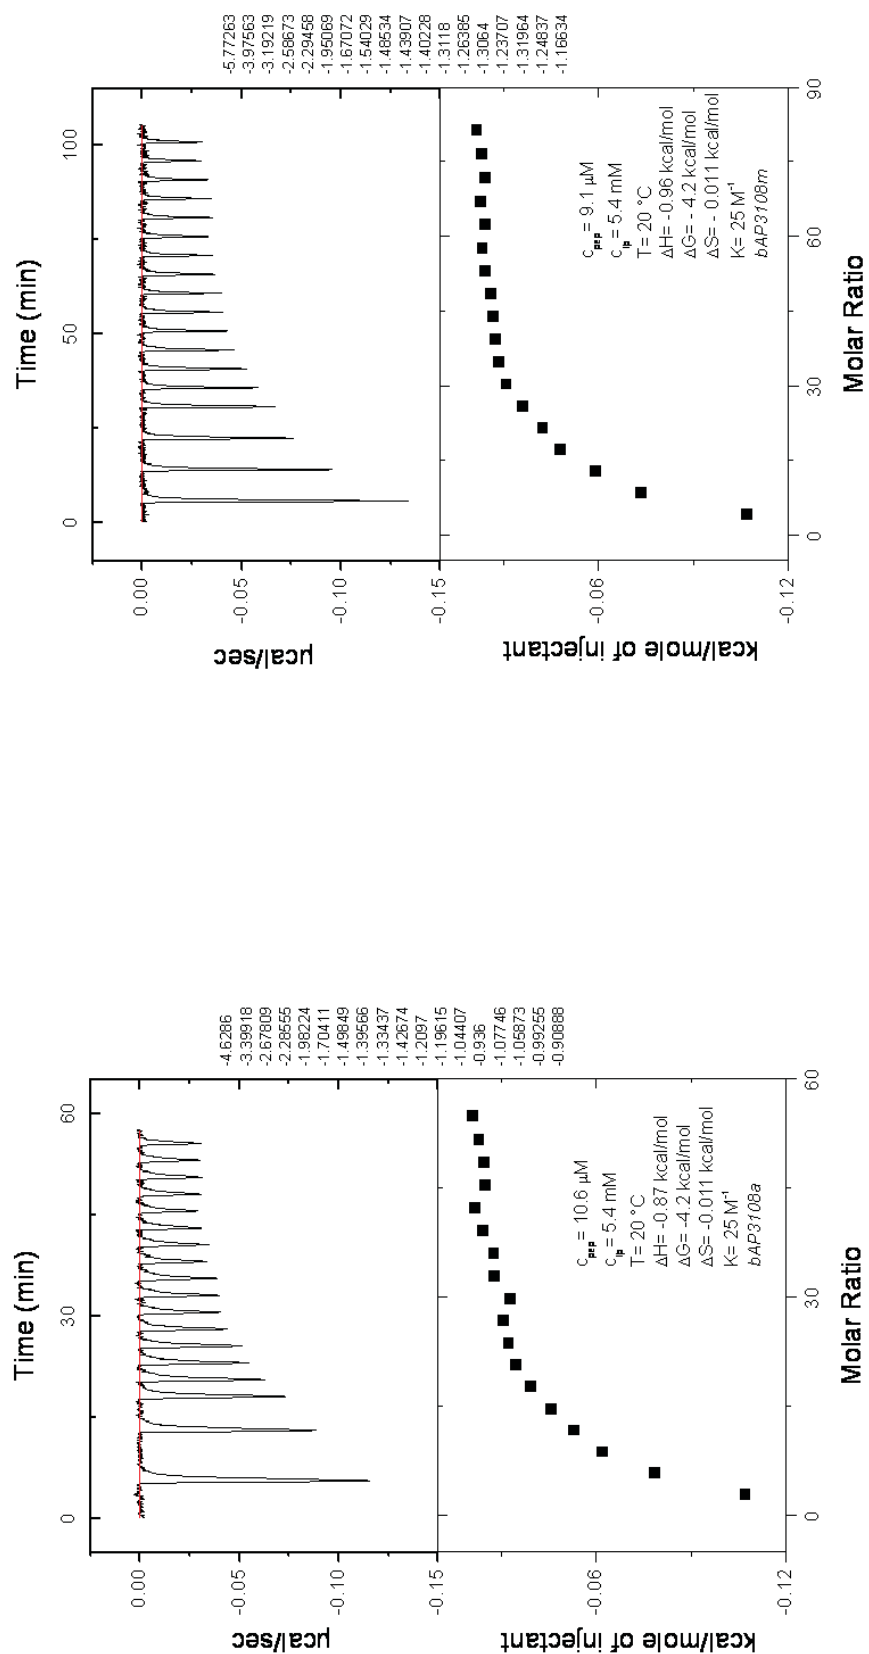 Time (min)
0
30
60
0.00
-0.05
-0.10
-0.15
µcal/sec
-4.6286
-3.39918
-2.67809
-2.28555
-1.98224
-1.70411
-1.49849
-1.39566
-1.33437
-1.42674
-1.2097
-1.19615
-1.04407
-0.936
-1.07746
-1.05873
-0.99255
-0.90888
-0.06
-0.12
kcal/mole of injectant
c_pep = 10.6 µM
c_lip = 5.4 mM
T= 20 °C
ΔH= -0.87 kcal/mol
ΔG= -4.2 kcal/mol
ΔS= -0.011 kcal/mol
K= 25 M⁻¹
bAP3108a
0
30
60
Molar Ratio
Time (min)
0
50
100
0.00
-0.05
-0.10
-0.15
µcal/sec
-5.77263
-3.97563
-3.19219
-2.58673
-2.29458
-1.95069
-1.67072
-1.54029
-1.48534
-1.43907
-1.40228
-1.3118
-1.26385
-1.3064
-1.23707
-1.31964
-1.24837
-1.16634
-0.06
-0.12
kcal/mole of injectant
c_pep = 9.1 µM
c_lip = 5.4 mM
T= 20 °C
ΔH= -0.96 kcal/mol
ΔG= - 4.2 kcal/mol
ΔS= - 0.011 kcal/mol
K= 25 M⁻¹
bAP3108m
0
30
60
90
Molar Ratio